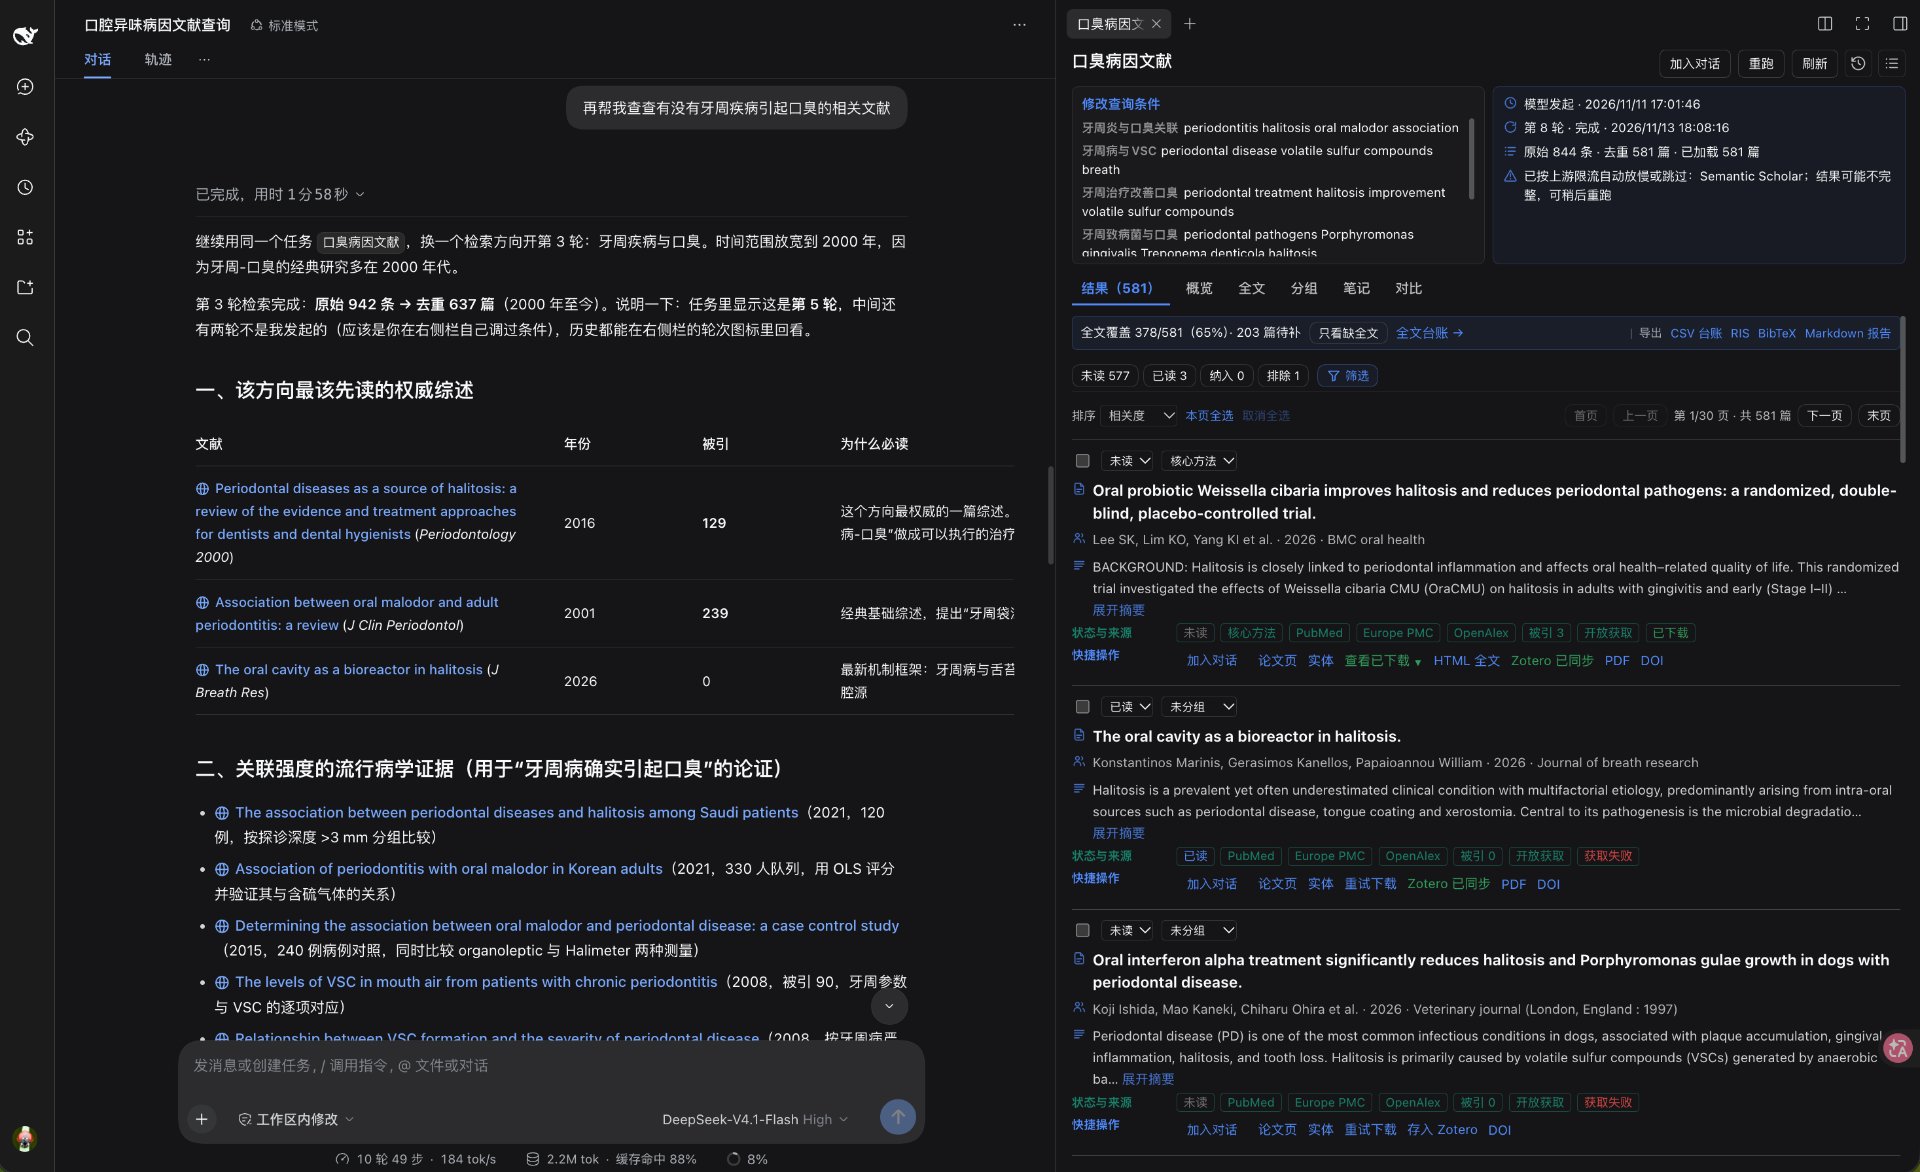 口腔异味病因文献查询 标准模式
对话 轨迹 ···
再帮我查查有没有牙周疾病引起口臭的相关文献
已完成，用时 1 分 58 秒
继续用同一个任务 口臭病因文献 ，换一个检索方向开第 3 轮：牙周疾病与口臭。时间范围放宽到 2000 年，因
为牙周-口臭的经典研究多在 2000 年代。
第 3 轮检索完成：原始 942 条 → 去重 637 篇（2000 年至今）。说明一下：任务里显示这是第 5 轮，中间还
有两轮不是我发起的（应该是你在右侧栏自己调过条件），历史都能在右侧栏的轮次图标里回看。
一、该方向最该先读的权威综述
文献 年份 被引 为什么必读
Periodontal diseases as a source of halitosis: a
review of the evidence and treatment approaches
for dentists and dental hygienists (Periodontology
2000)
2016 129
这个方向最权威的一篇综述。
病-口臭”做成可以执行的治疗
Association between oral malodor and adult
periodontitis: a review (J Clin Periodontol)
2001 239 经典基础综述，提出“牙周袋
The oral cavity as a bioreactor in halitosis (J
Breath Res)
2026 0
最新机制框架：牙周病与舌苔
腔源
二、关联强度的流行病学证据（用于“牙周病确实引起口臭”的论证）
• The association between periodontal diseases and halitosis among Saudi patients（2021，120
例，按探诊深度 >3 mm 分组比较）
• Association of periodontitis with oral malodor in Korean adults（2021，330 人队列，用 OLS 评分
并验证其与含硫气体的关系）
• Determining the association between oral malodor and periodontal disease: a case control study
（2015，240 例病例对照，同时比较 organoleptic 与 Halimeter 两种测量）
• The levels of VSC in mouth air from patients with chronic periodontitis（2008，被引 90，牙周参数
与 VSC 的逐项对应）
• Relationship between VSC formation and the severity of periodontal disease（2008，按牙周病严
发消息或创建任务, / 调用指令, @ 文件或对话
工作区内修改 DeepSeek-V4.1-Flash High
10 轮 49 步 · 184 tok/s 2.2M tok · 缓存命中 88% 8%
口臭病因文
口臭病因文献
加入对话 重跑 刷新
修改查询条件
牙周炎与口臭关联 periodontitis halitosis oral malodor association
牙周病与 VSC periodontal disease volatile sulfur compounds
breath
牙周治疗改善口臭 periodontal treatment halitosis improvement
volatile sulfur compounds
牙周致病菌与口臭 periodontal pathogens Porphyromonas
gingivalis Treponema denticola halitosis
模型发起 · 2026/11/11 17:01:46
第 8 轮 · 完成 · 2026/11/13 18:08:16
原始 844 条 · 去重 581 篇 · 已加载 581 篇
已按上游限流自动放慢或跳过：Semantic Scholar；结果可能不完
整，可稍后重跑
结果（581） 概览 全文 分组 笔记 对比
全文覆盖 378/581（65%）· 203 篇待补 只看缺全文 全文台账 → | 导出 CSV 台账 RIS BibTeX Markdown 报告
未读 577 已读 3 纳入 0 排除 1 筛选
排序 相关度 本页全选 取消全选 首页 上一页 第 1/30 页 · 共 581 篇 下一页 末页
未读 核心方法
Oral probiotic Weissella cibaria improves halitosis and reduces periodontal pathogens: a randomized, double-
blind, placebo-controlled trial.
Lee SK, Lim KO, Yang KI et al. · 2026 · BMC oral health
BACKGROUND: Halitosis is closely linked to periodontal inflammation and affects oral health–related quality of life. This randomized
trial investigated the effects of Weissella cibaria CMU (OraCMU) on halitosis in adults with gingivitis and early (Stage I–II) ...
展开摘要
状态与来源 未读 核心方法 PubMed Europe PMC OpenAlex 被引 3 开放获取 已下载
快捷操作 加入对话 论文页 实体 查看已下载 ▾ HTML 全文 Zotero 已同步 PDF DOI
已读 未分组
The oral cavity as a bioreactor in halitosis.
Konstantinos Marinis, Gerasimos Kanellos, Papaioannou William · 2026 · Journal of breath research
Halitosis is a prevalent yet often underestimated clinical condition with multifactorial etiology, predominantly arising from intra-oral
sources such as periodontal disease, tongue coating and xerostomia. Central to its pathogenesis is the microbial degradatio...
展开摘要
状态与来源 已读 PubMed Europe PMC OpenAlex 被引 0 开放获取 获取失败
快捷操作 加入对话 论文页 实体 重试下载 Zotero 已同步 PDF DOI
未读 未分组
Oral interferon alpha treatment significantly reduces halitosis and Porphyromonas gulae growth in dogs with
periodontal disease.
Koji Ishida, Mao Kaneki, Chiharu Ohira et al. · 2026 · Veterinary journal (London, England : 1997)
Periodontal disease (PD) is one of the most common infectious conditions in dogs, associated with plaque accumulation, gingival
inflammation, halitosis, and tooth loss. Halitosis is primarily caused by volatile sulfur compounds (VSCs) generated by anaerobic
ba... 展开摘要
状态与来源 未读 PubMed Europe PMC OpenAlex 被引 0 开放获取 获取失败
快捷操作 加入对话 论文页 实体 重试下载 存入 Zotero DOI